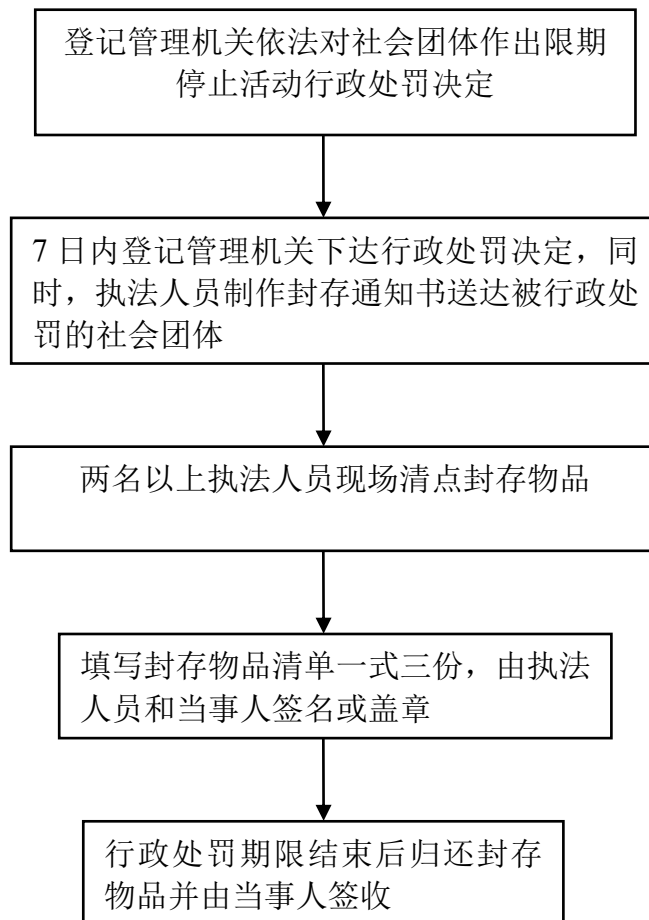 登记管理机关依法对社会团体作出限期
停止活动行政处罚决定
7 日内登记管理机关下达行政处罚决定，同
时，执法人员制作封存通知书送达被行政处
罚的社会团体
两名以上执法人员现场清点封存物品
填写封存物品清单一式三份，由执法
人员和当事人签名或盖章
行政处罚期限结束后归还封存
物品并由当事人签收